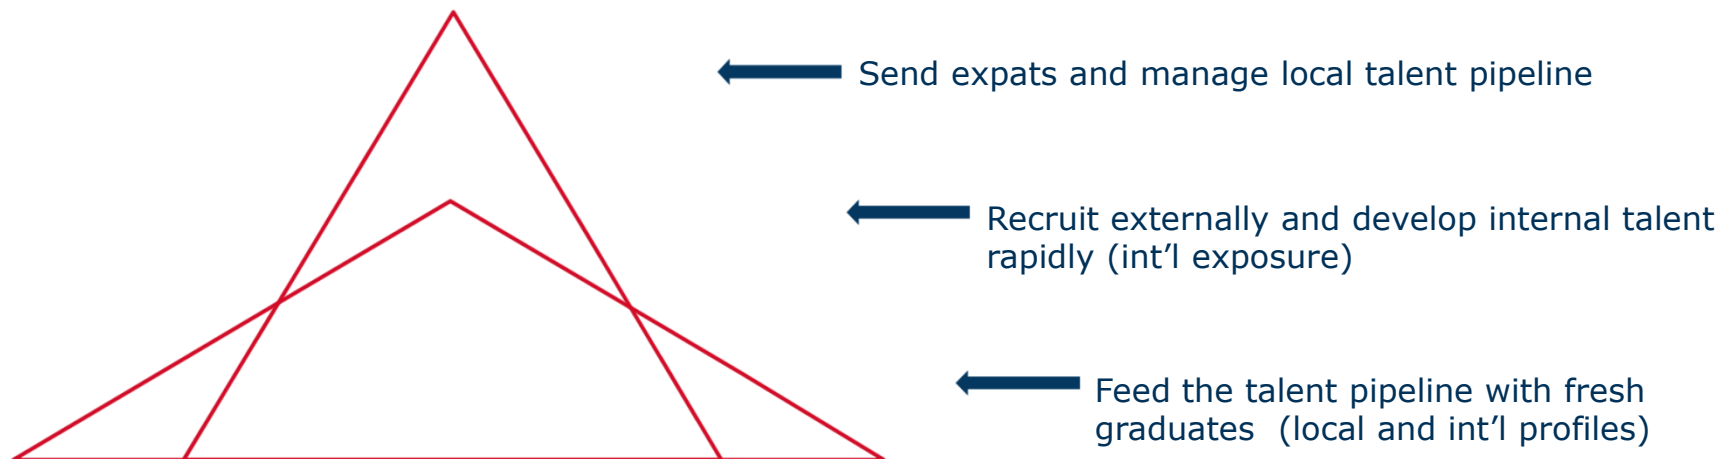 Send expats and manage local talent pipeline
Recruit externally and develop internal talent
rapidly (int’l exposure)
Feed the talent pipeline with fresh
graduates  (local and int’l profiles)